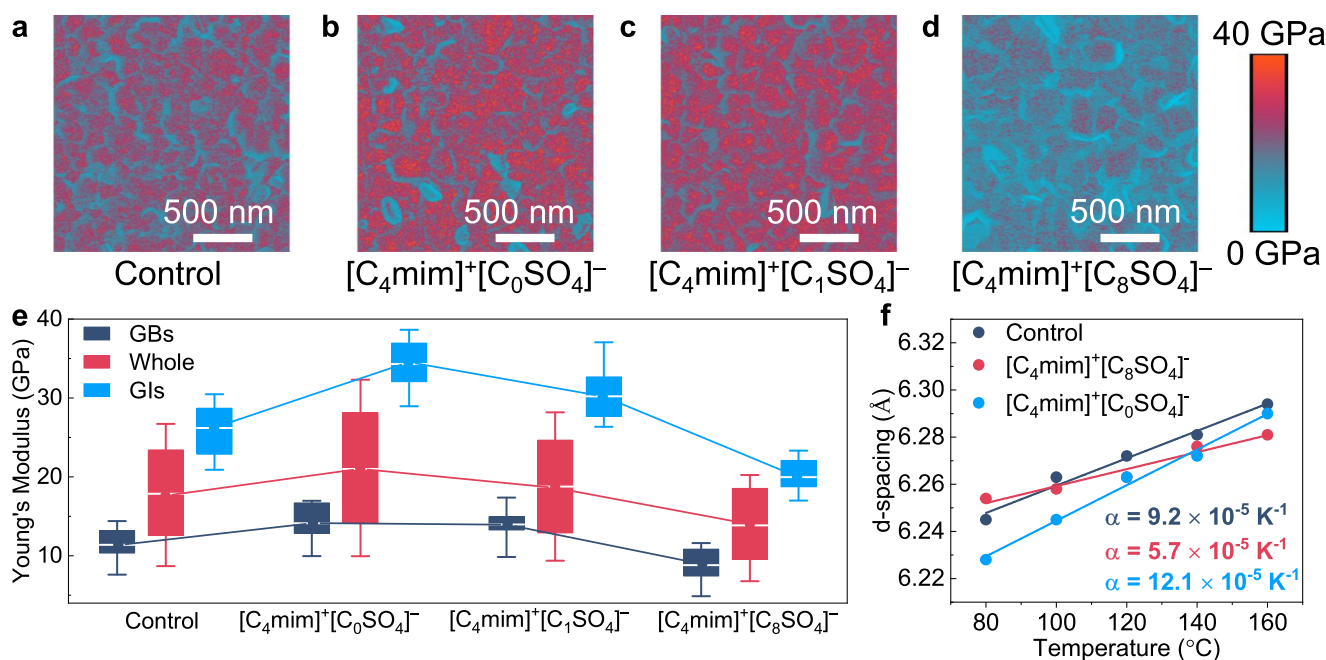 a
b
c
d
40 GPa
0 GPa
500 nm
500 nm
500 nm
500 nm
Control
[C₄mim]⁺[C₀SO₄]⁻
[C₄mim]⁺[C₁SO₄]⁻
[C₄mim]⁺[C₈SO₄]⁻
e
40
30
20
10
Young's Modulus (GPa)
GBs
Whole
GIs
Control
[C₄mim]⁺[C₀SO₄]⁻
[C₄mim]⁺[C₁SO₄]⁻
[C₄mim]⁺[C₈SO₄]⁻
f
6.32
6.30
6.28
6.26
6.24
6.22
d-spacing (Å)
Control
[C₄mim]⁺[C₈SO₄]⁻
[C₄mim]⁺[C₀SO₄]⁻
α = 9.2 × 10⁻⁵ K⁻¹
α = 5.7 × 10⁻⁵ K⁻¹
α = 12.1 × 10⁻⁵ K⁻¹
80 100 120 140 160
Temperature (°C)